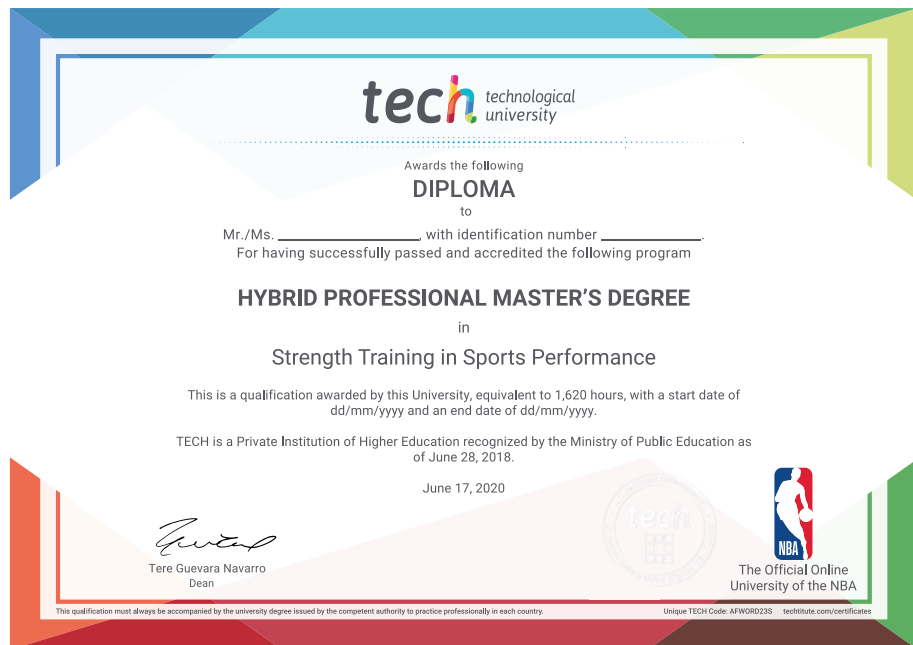 tech technological
university
Awards the following
DIPLOMA
to
Mr./Ms. ________________, with identification number ____________.
For having successfully passed and accredited the following program
HYBRID PROFESSIONAL MASTER'S DEGREE
in
Strength Training in Sports Performance
This is a qualification awarded by this University, equivalent to 1,620 hours, with a start date of
dd/mm/yyyy and an end date of dd/mm/yyyy.
TECH is a Private Institution of Higher Education recognized by the Ministry of Public Education as
of June 28, 2018.
June 17, 2020
tech
NBA
Tere Guevara Navarro
Dean
The Official Online
University of the NBA
This qualification must always be accompanied by the university degree issued by the competent authority to practice professionally in each country.
Unique TECH Code: AFWORD23S techtitute.com/certificates